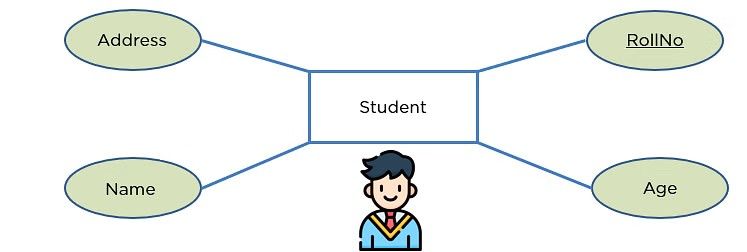 Address
RollNo
Student
Name
Age